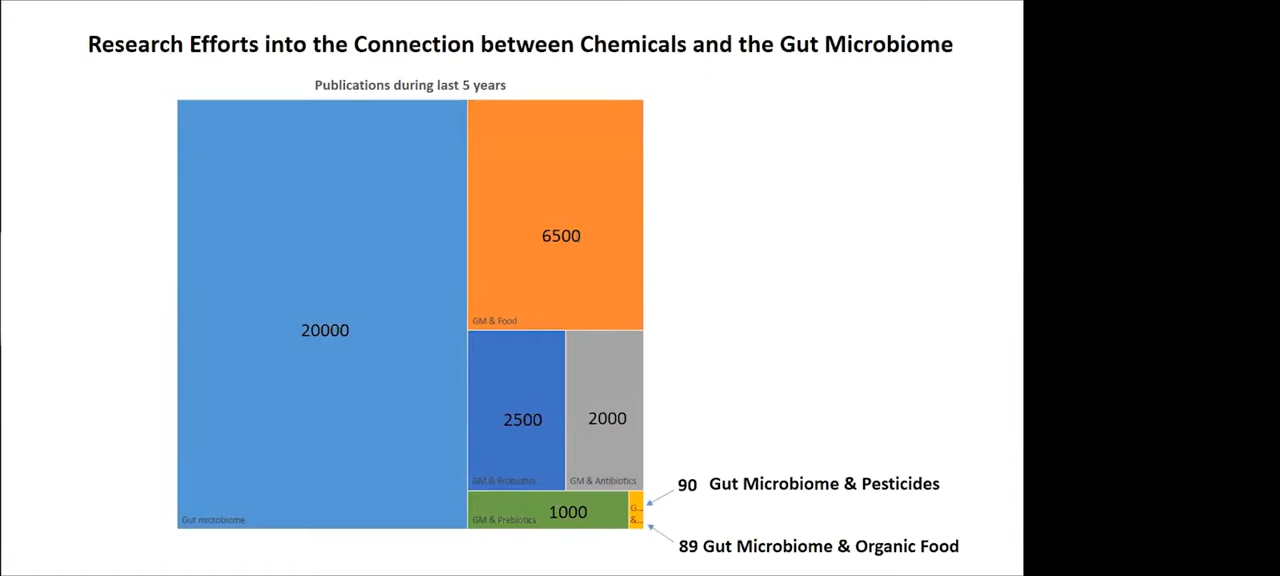 Research Efforts into the Connection between Chemicals and the Gut Microbiome
Publications during last 5 years
6500
GM & Food
20000
2500
2000
GM & Probiotics
GM & Antibiotics
90 Gut Microbiome & Pesticides
G...
&...
1000
GM & Prebiotics
Gut microbiome
89 Gut Microbiome & Organic Food